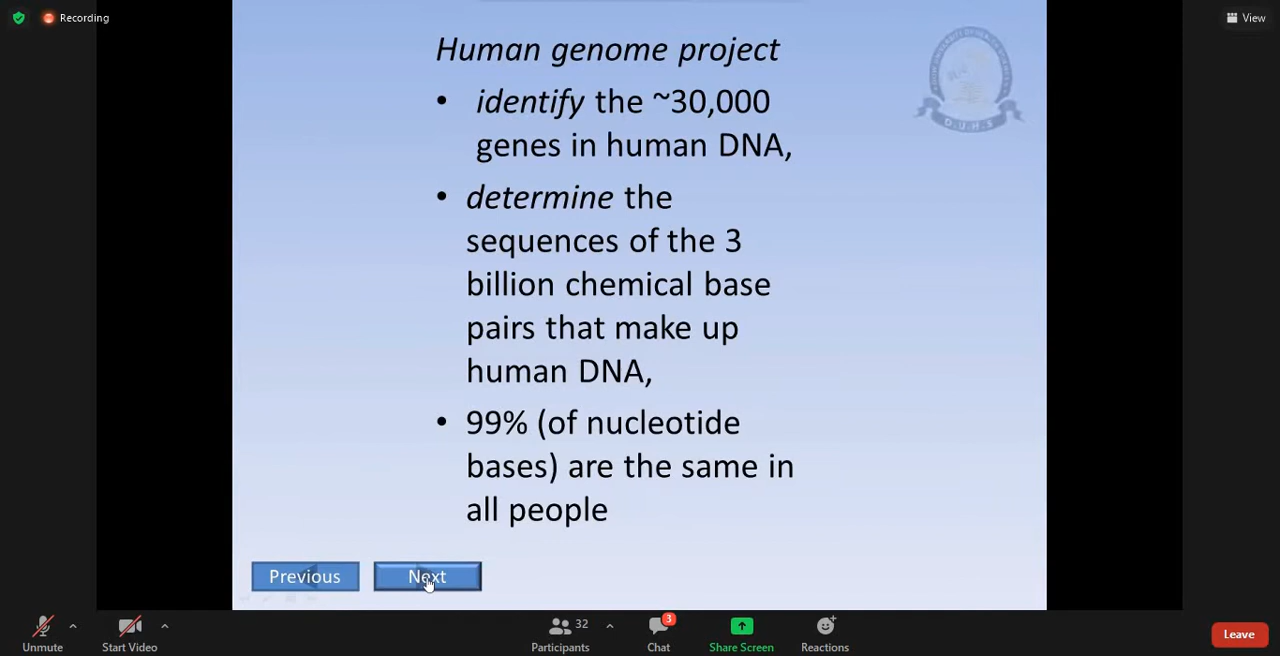 Recording
View
Human genome project
• identify the ~30,000
genes in human DNA,
• determine the
sequences of the 3
billion chemical base
pairs that make up
human DNA,
• 99% (of nucleotide
bases) are the same in
all people
D.U.H.S
Previous
Next
Unmute
Start Video
32
Participants
3
Chat
Share Screen
Reactions
Leave